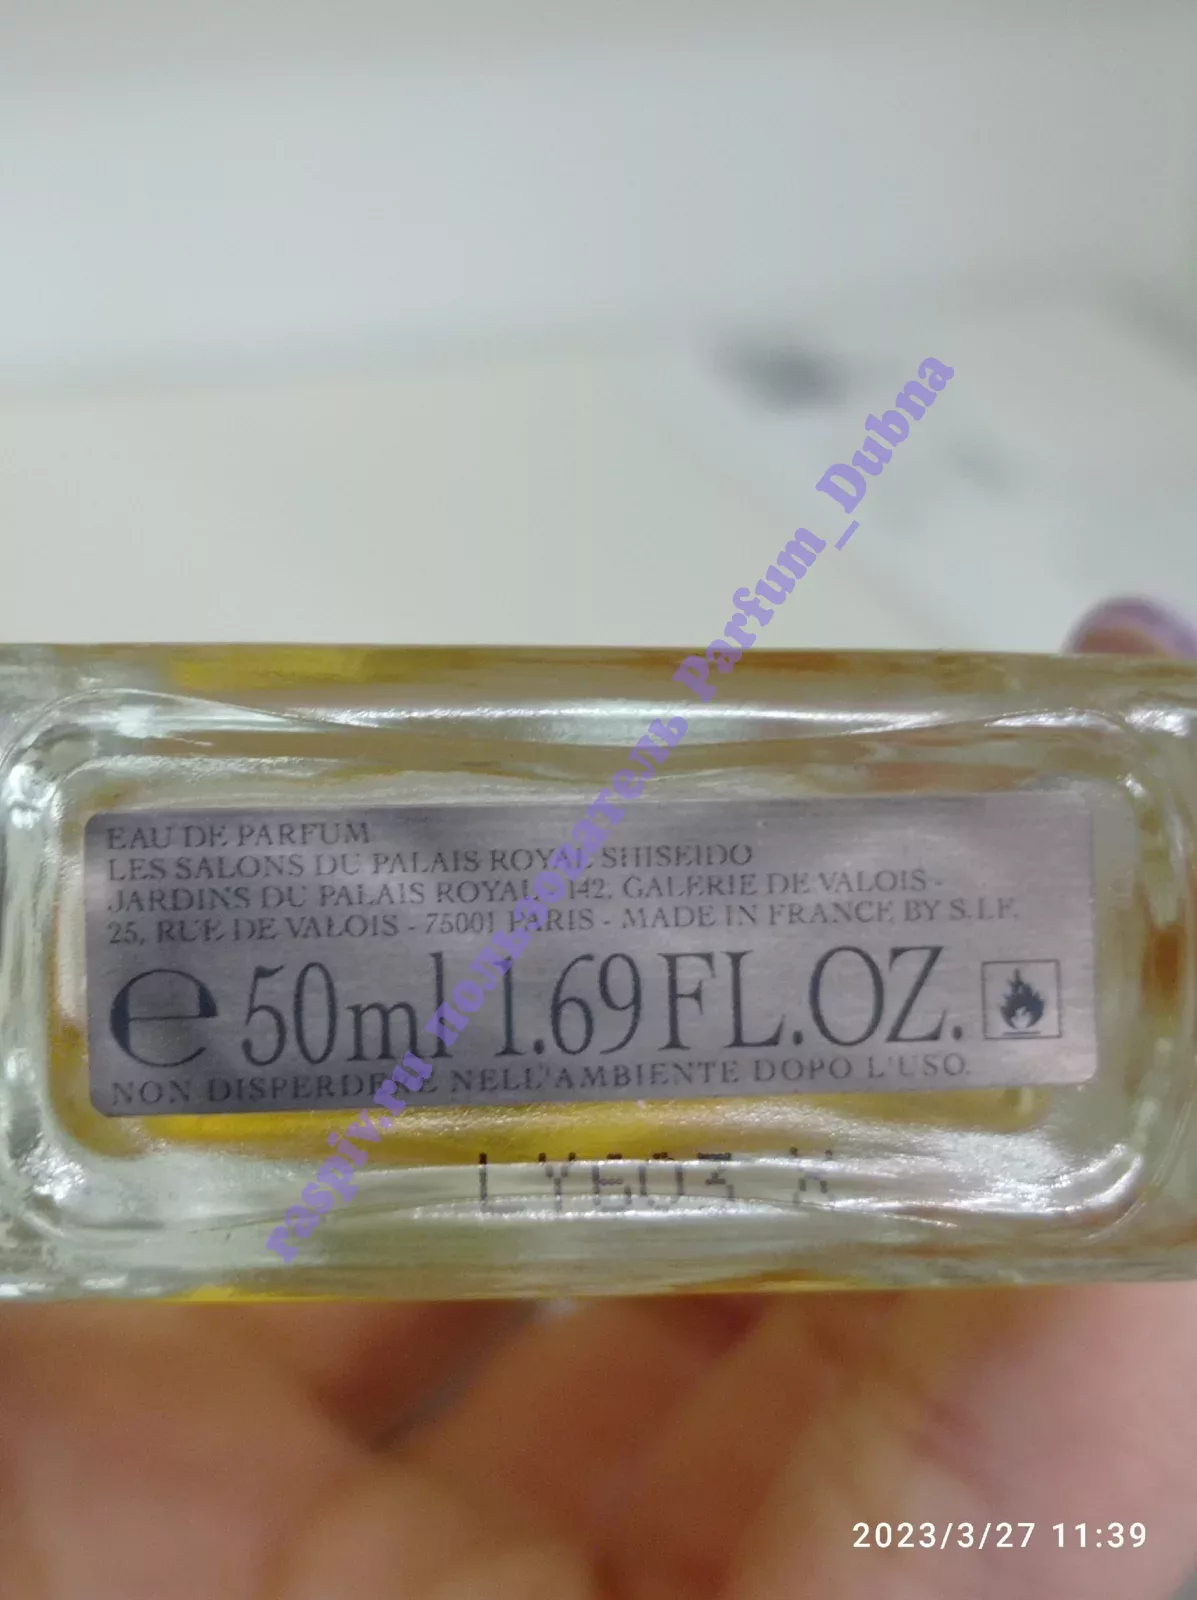 EAU DE PARFUM
LES SALONS DU PALAIS ROYAL SHISEIDO
JARDINS DU PALAIS ROYAL - 142, GALERIE DE VALOIS -
25, RUE DE VALOIS - 75001 PARIS - MADE IN FRANCE BY S.I.F.
e 50ml 1.69 FL.OZ.
NON DISPERDERE NELL'AMBIENTE DOPO L'USO.
LY603 X
raspiv.ru пользователь Parfum_Dubna
2023/3/27 11:39